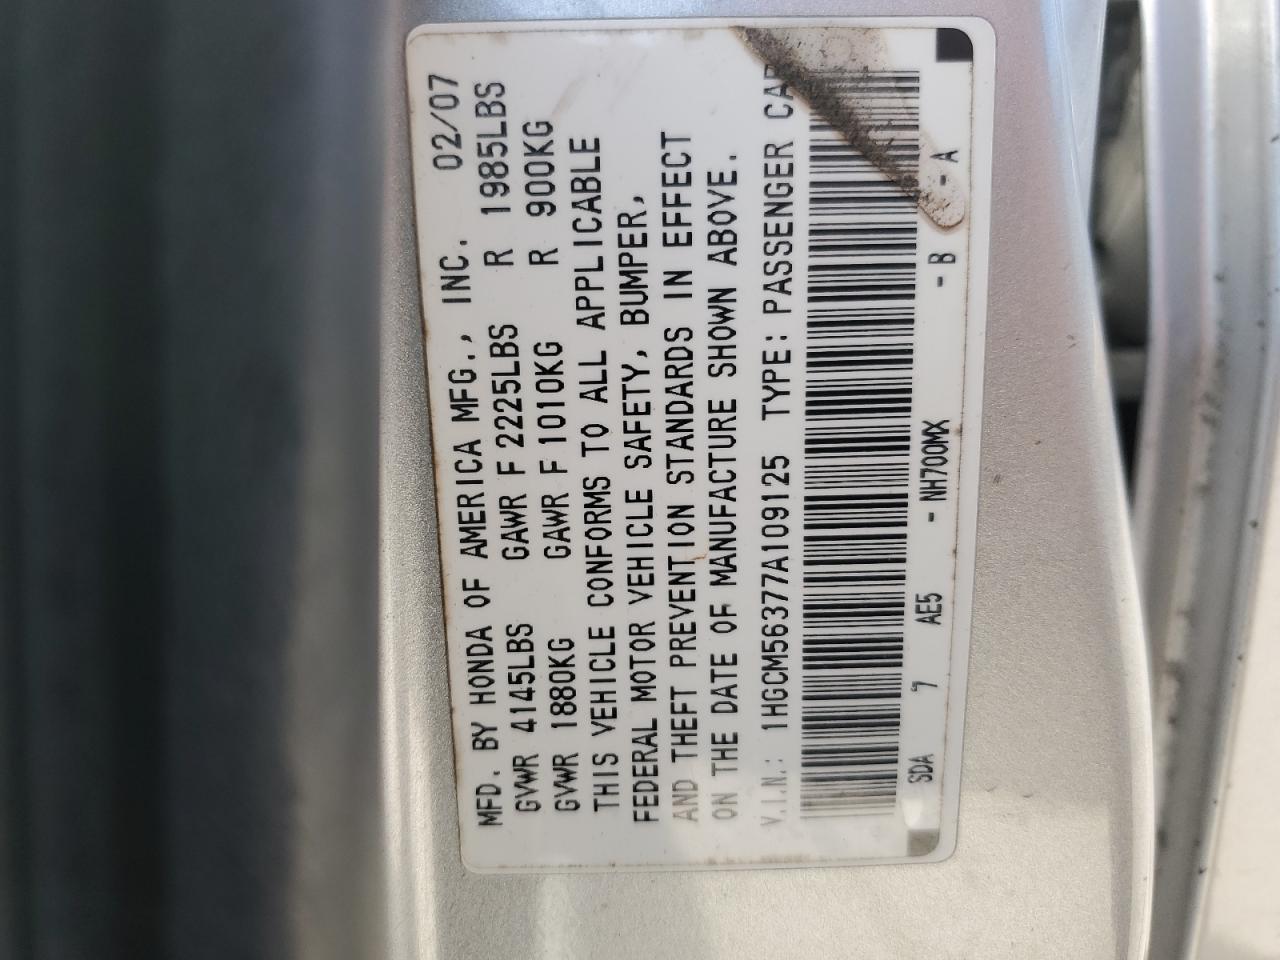 MFD. BY HONDA OF AMERICA MFG., INC. 02/07
GVWR 4145LBS GAWR F 2225LBS R 1985LBS
GVWR 1880KG GAWR F 1010KG R 900KG
THIS VEHICLE CONFORMS TO ALL APPLICABLE
FEDERAL MOTOR VEHICLE SAFETY, BUMPER,
AND THEFT PREVENTION STANDARDS IN EFFECT
ON THE DATE OF MANUFACTURE SHOWN ABOVE.
V.I.N.: 1HGCM56377A109125 TYPE: PASSENGER CAR
SDA 7 AE5 - NH700MX - B - A